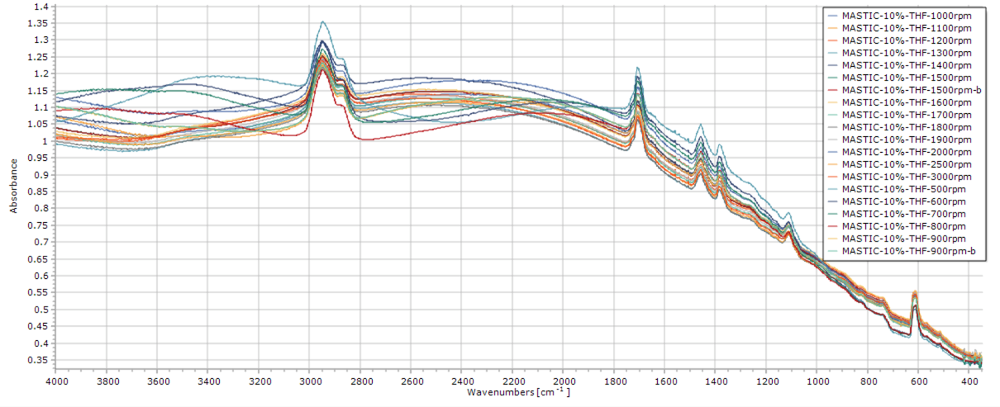 1.4
1.35
1.3
1.25
1.2
1.15
1.1
1.05
1
0.95
0.9
0.85
0.8
0.75
0.7
0.65
0.6
0.55
0.5
0.45
0.4
0.35
Absorbance
MASTIC-10%-THF-1000rpm
MASTIC-10%-THF-1100rpm
MASTIC-10%-THF-1200rpm
MASTIC-10%-THF-1300rpm
MASTIC-10%-THF-1400rpm
MASTIC-10%-THF-1500rpm
MASTIC-10%-THF-1500rpm-b
MASTIC-10%-THF-1600rpm
MASTIC-10%-THF-1700rpm
MASTIC-10%-THF-1800rpm
MASTIC-10%-THF-1900rpm
MASTIC-10%-THF-2000rpm
MASTIC-10%-THF-2500rpm
MASTIC-10%-THF-3000rpm
MASTIC-10%-THF-500rpm
MASTIC-10%-THF-600rpm
MASTIC-10%-THF-700rpm
MASTIC-10%-THF-800rpm
MASTIC-10%-THF-900rpm
MASTIC-10%-THF-900rpm-b
4000 3800 3600 3400 3200 3000 2800 2600 2400 2200 2000 1800 1600 1400 1200 1000 800 600 400
Wavenumbers [cm⁻¹ ]